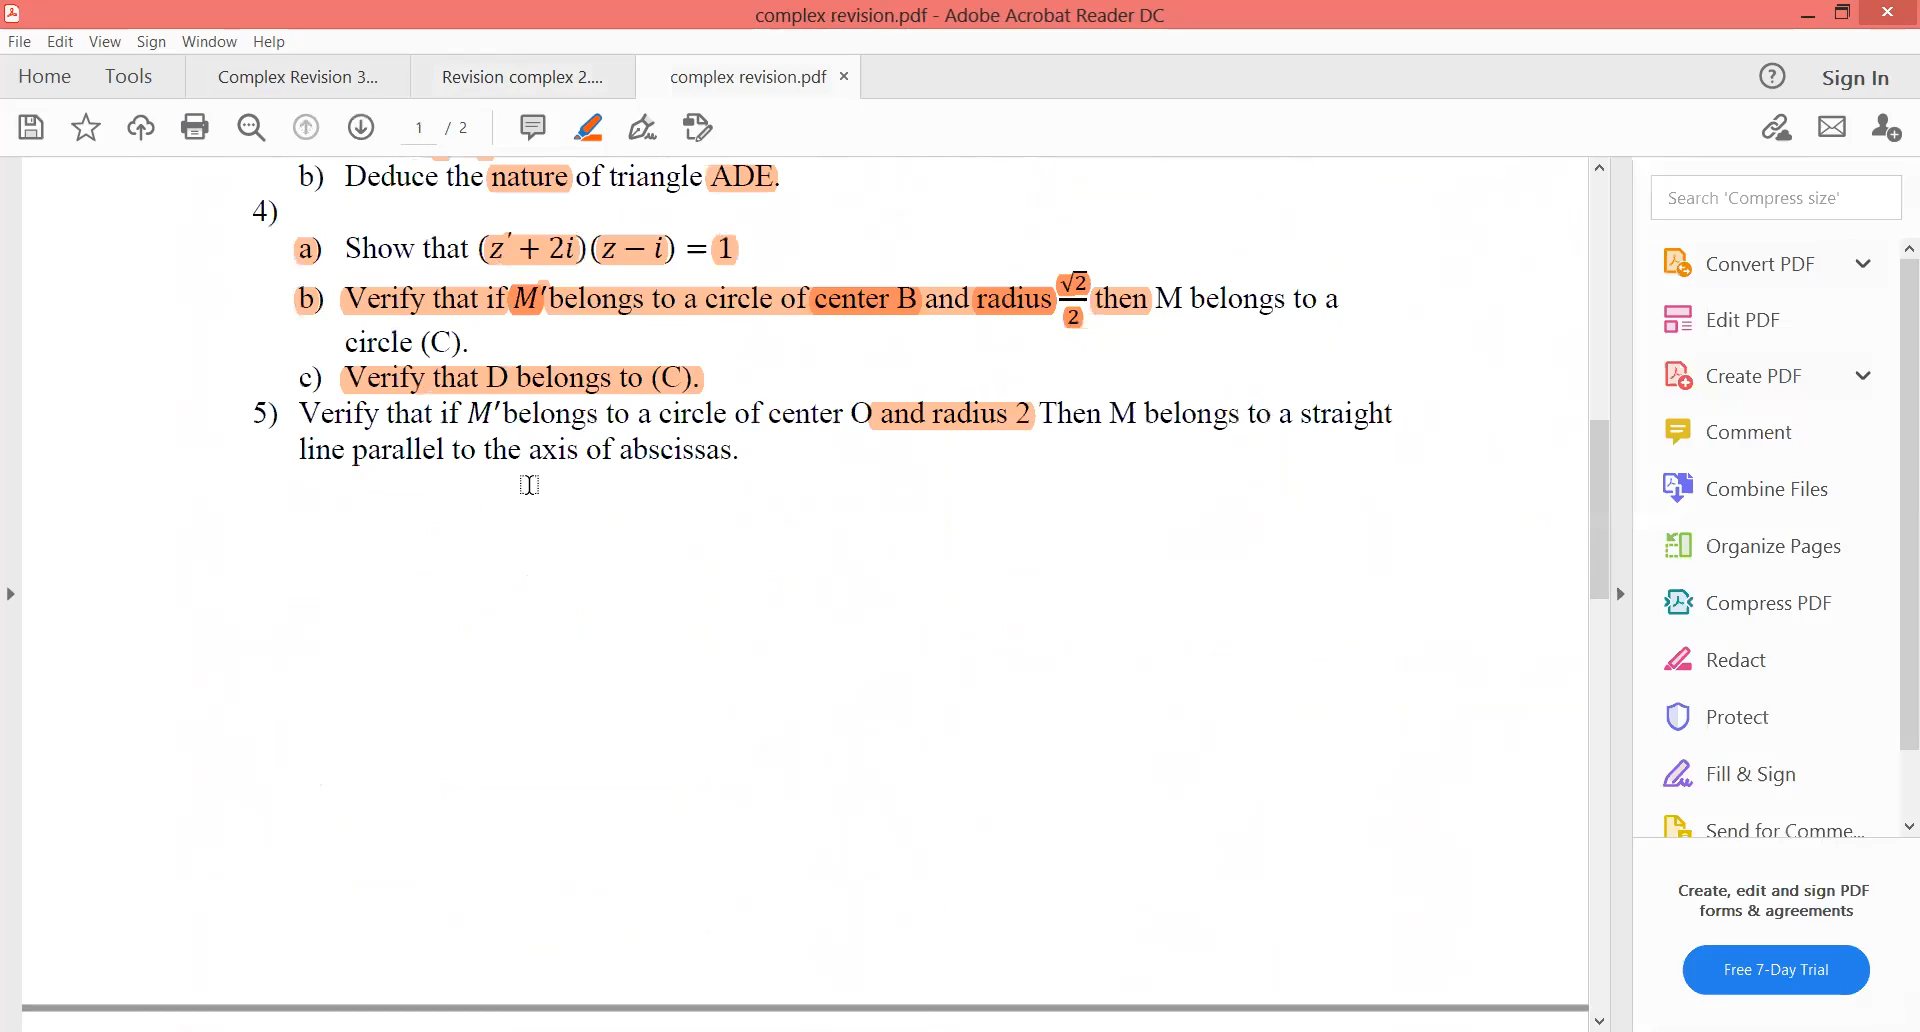 complex revision.pdf - Adobe Acrobat Reader DC
File Edit View Sign Window Help
Home Tools Complex Revision 3... Revision complex 2.... complex revision.pdf × ? Sign In
1 / 2
b) Deduce the nature of triangle ADE.
4)
a) Show that (z′ + 2i)(z − i) = 1
b) Verify that if M′belongs to a circle of center B and radius √2/2 then M belongs to a
circle (C).
c) Verify that D belongs to (C).
5) Verify that if M′belongs to a circle of center O and radius 2 Then M belongs to a straight
line parallel to the axis of abscissas.
Search 'Compress size'
Convert PDF
Edit PDF
Create PDF
Comment
Combine Files
Organize Pages
Compress PDF
Redact
Protect
Fill & Sign
Send for Comme...
Create, edit and sign PDF
forms & agreements
Free 7-Day Trial